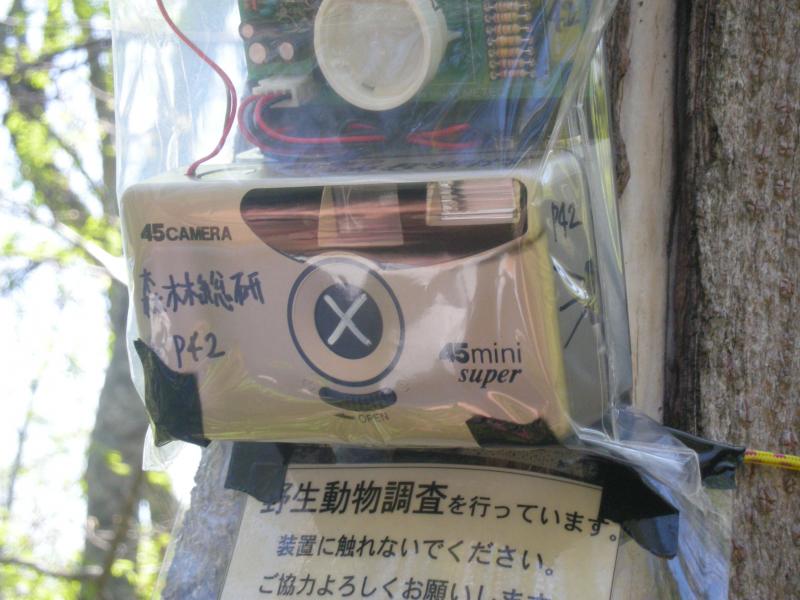 45CAMERA
P42
森林総研
P42
X
45mini
super
OPEN
野生動物調査を行っています。
装置に触れないでください。
ご協力よろしくお願いします